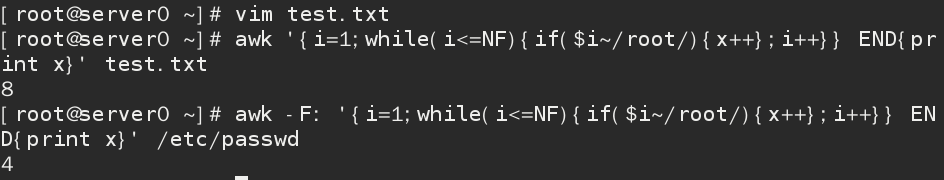 [root@server0 ~]# vim test.txt
[root@server0 ~]# awk '{i=1;while(i<=NF){if($i~/root/){x++};i++}} END{pr
int x}' test.txt
8
[root@server0 ~]# awk -F: '{i=1;while(i<=NF){if($i~/root/){x++};i++}} EN
D{print x}' /etc/passwd
4